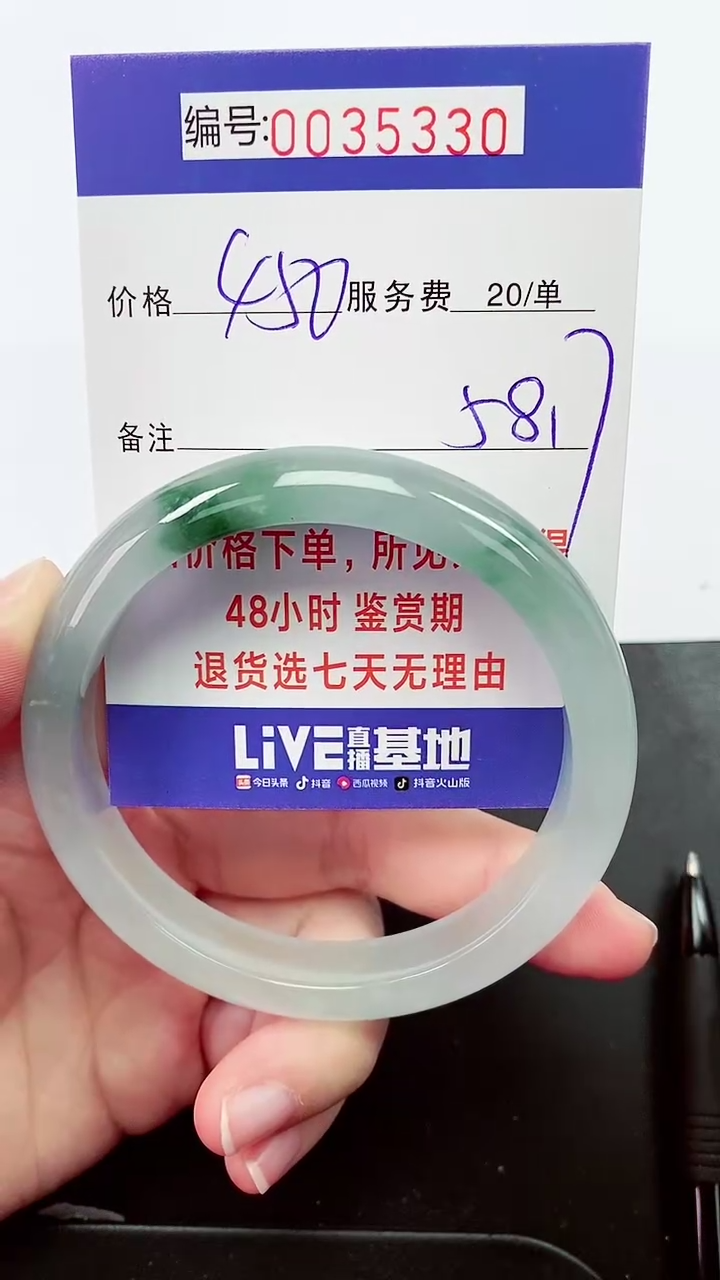 编号:0035330
价格 450 服务费 20/单
备注 581
价格下单，所见
48小时 鉴赏期
退货选七天无理由
LiVE直播基地
头条 今日头条 抖音 西瓜视频 抖音火山版